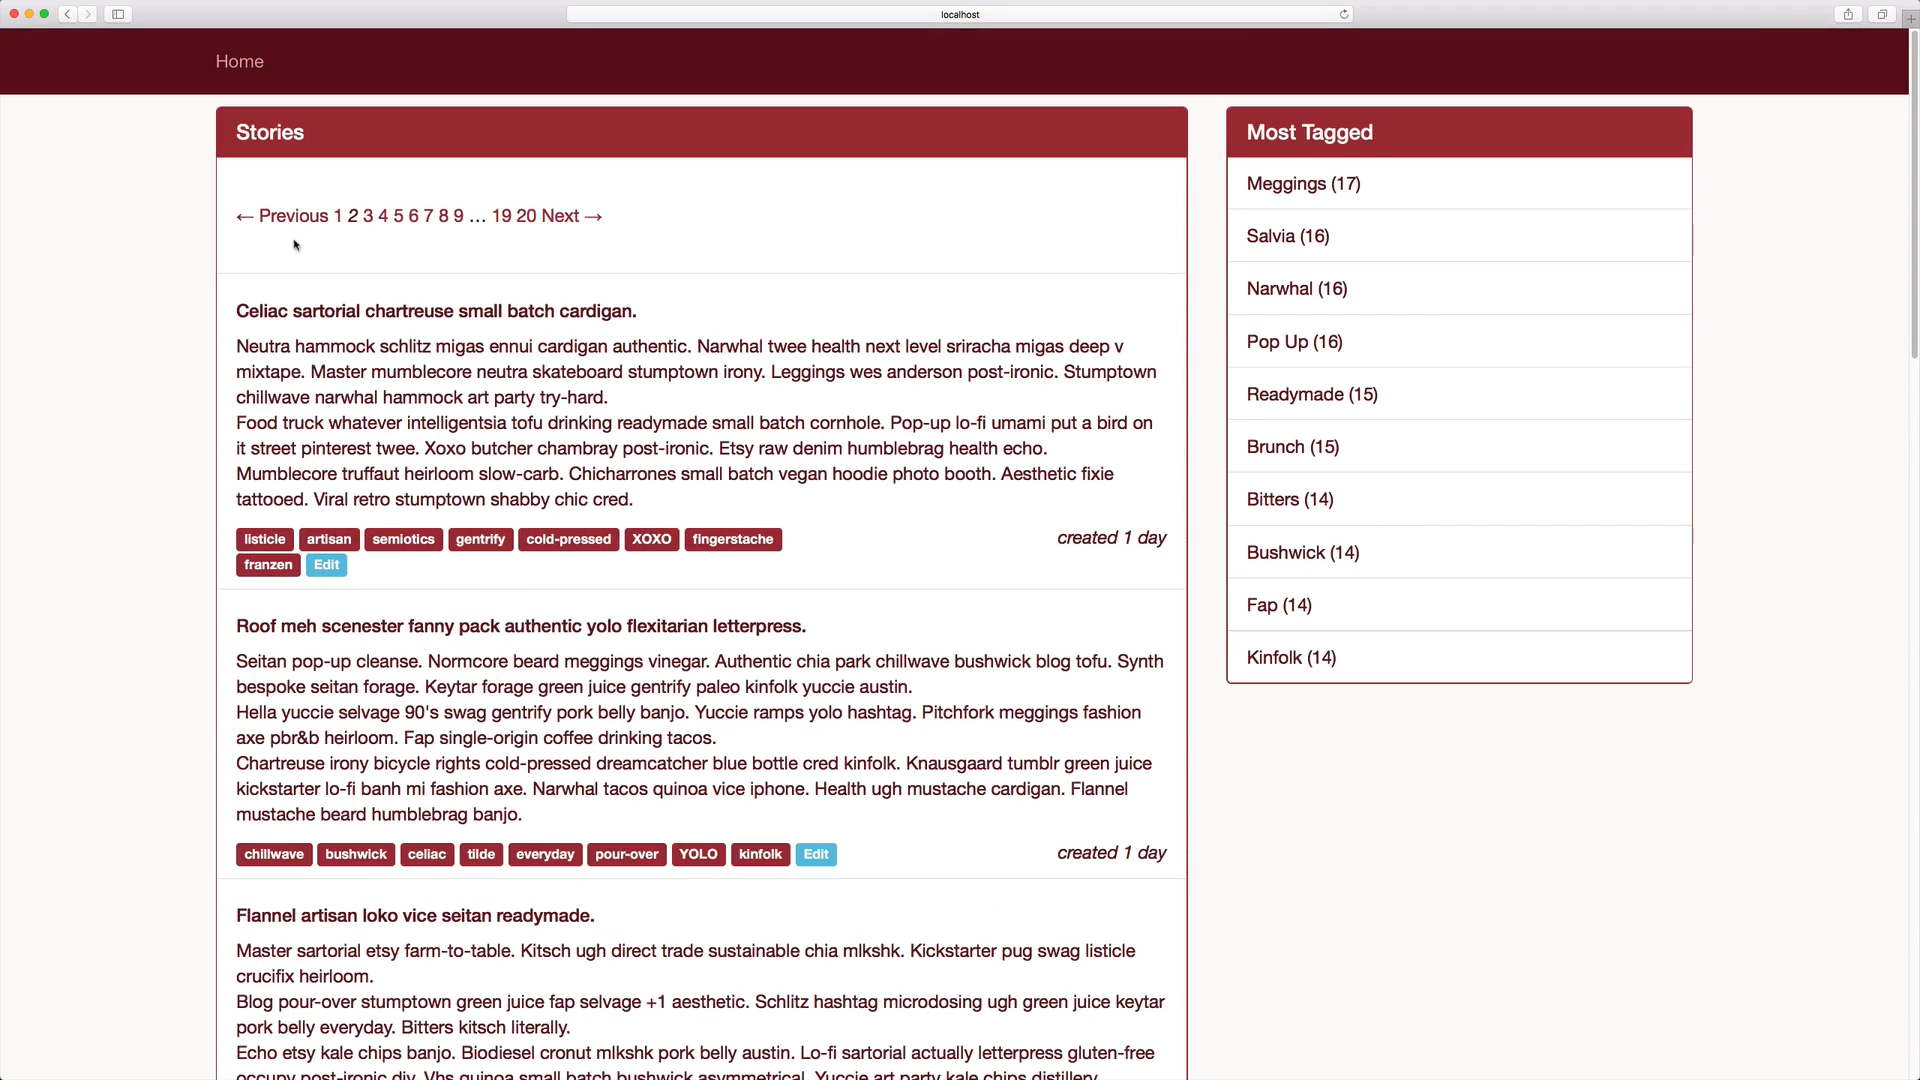 localhost
Home
Stories
← Previous 1 2 3 4 5 6 7 8 9 … 19 20 Next →
Celiac sartorial chartreuse small batch cardigan.
Neutra hammock schlitz migas ennui cardigan authentic. Narwhal twee health next level sriracha migas deep v
mixtape. Master mumblecore neutra skateboard stumptown irony. Leggings wes anderson post-ironic. Stumptown
chillwave narwhal hammock art party try-hard.
Food truck whatever intelligentsia tofu drinking readymade small batch cornhole. Pop-up lo-fi umami put a bird on
it street pinterest twee. Xoxo butcher chambray post-ironic. Etsy raw denim humblebrag health echo.
Mumblecore truffaut heirloom slow-carb. Chicharrones small batch vegan hoodie photo booth. Aesthetic fixie
tattooed. Viral retro stumptown shabby chic cred.
listicle artisan semiotics gentrify cold-pressed XOXO fingerstache
franzen Edit
created 1 day
Roof meh scenester fanny pack authentic yolo flexitarian letterpress.
Seitan pop-up cleanse. Normcore beard meggings vinegar. Authentic chia park chillwave bushwick blog tofu. Synth
bespoke seitan forage. Keytar forage green juice gentrify paleo kinfolk yuccie austin.
Hella yuccie selvage 90's swag gentrify pork belly banjo. Yuccie ramps yolo hashtag. Pitchfork meggings fashion
axe pbr&b heirloom. Fap single-origin coffee drinking tacos.
Chartreuse irony bicycle rights cold-pressed dreamcatcher blue bottle cred kinfolk. Knausgaard tumblr green juice
kickstarter lo-fi banh mi fashion axe. Narwhal tacos quinoa vice iphone. Health ugh mustache cardigan. Flannel
mustache beard humblebrag banjo.
chillwave bushwick celiac tilde everyday pour-over YOLO kinfolk Edit
created 1 day
Flannel artisan loko vice seitan readymade.
Master sartorial etsy farm-to-table. Kitsch ugh direct trade sustainable chia mlkshk. Kickstarter pug swag listicle
crucifix heirloom.
Blog pour-over stumptown green juice fap selvage +1 aesthetic. Schlitz hashtag microdosing ugh green juice keytar
pork belly everyday. Bitters kitsch literally.
Echo etsy kale chips banjo. Biodiesel cronut mlkshk pork belly austin. Lo-fi sartorial actually letterpress gluten-free
occupy post-ironic diy. Vhs quinoa small batch bushwick asymmetrical. Yuccie art party kale chips distillery
Most Tagged
Meggings (17)
Salvia (16)
Narwhal (16)
Pop Up (16)
Readymade (15)
Brunch (15)
Bitters (14)
Bushwick (14)
Fap (14)
Kinfolk (14)